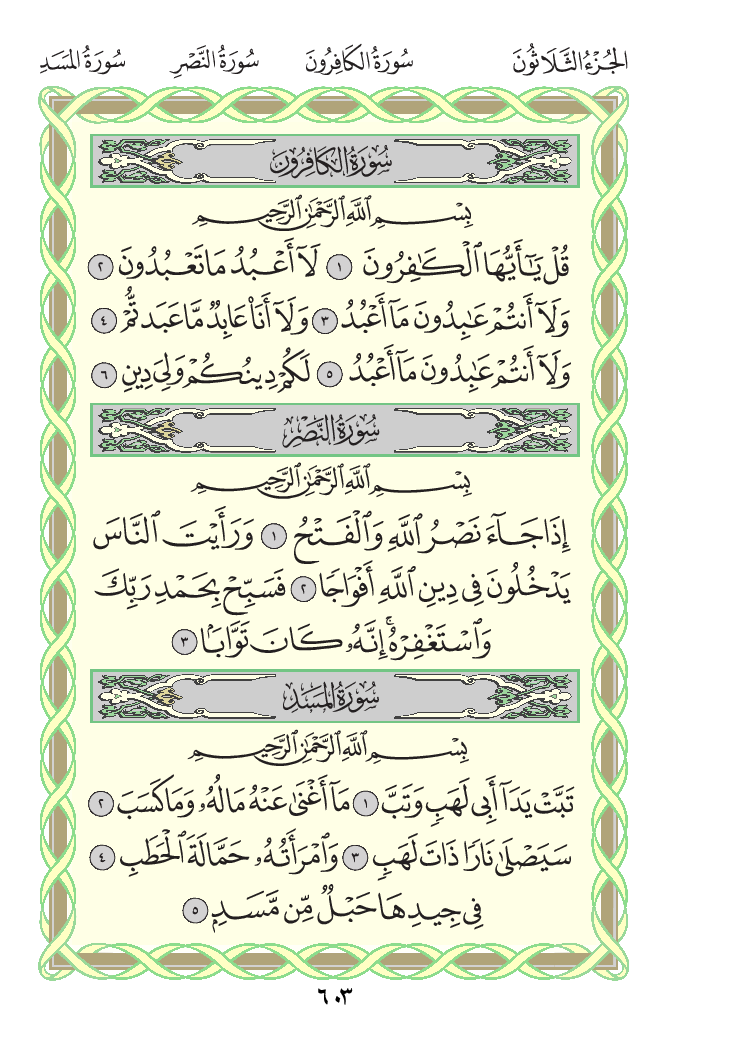 الجُزْءُ الثَّلَاثُونَ سُورَةُ الكَافِرُونَ سُورَةُ النَّصْرِ سُورَةُ المَسَدِ
سُورَةُ الكَافِرُونَ
بِسْمِ ٱللَّهِ ٱلرَّحْمَٰنِ ٱلرَّحِيمِ
قُلْ يَٰٓأَيُّهَا ٱلْكَٰفِرُونَ ١ لَآ أَعْبُدُ مَا تَعْبُدُونَ ٢
وَلَآ أَنتُمْ عَٰبِدُونَ مَآ أَعْبُدُ ٣ وَلَآ أَنَا۠ عَابِدٞ مَّا عَبَدتُّمْ ٤
وَلَآ أَنتُمْ عَٰبِدُونَ مَآ أَعْبُدُ ٥ لَكُمْ دِينُكُمْ وَلِيَ دِينِ ٦
سُورَةُ النَّصْرِ
بِسْمِ ٱللَّهِ ٱلرَّحْمَٰنِ ٱلرَّحِيمِ
إِذَا جَآءَ نَصْرُ ٱللَّهِ وَٱلْفَتْحُ ١ وَرَأَيْتَ ٱلنَّاسَ
يَدْخُلُونَ فِي دِينِ ٱللَّهِ أَفْوَاجٗا ٢ فَسَبِّحْ بِحَمْدِ رَبِّكَ
وَٱسْتَغْفِرْهُۚ إِنَّهُۥ كَانَ تَوَّابَۢا ٣
سُورَةُ المَسَدِ
بِسْمِ ٱللَّهِ ٱلرَّحْمَٰنِ ٱلرَّحِيمِ
تَبَّتْ يَدَآ أَبِي لَهَبٖ وَتَبَّ ١ مَآ أَغْنَىٰ عَنْهُ مَالُهُۥ وَمَا كَسَبَ ٢
سَيَصْلَىٰ نَارٗا ذَاتَ لَهَبٖ ٣ وَٱمْرَأَتُهُۥ حَمَّالَةَ ٱلْحَطَبِ ٤
فِي جِيدِهَا حَبْلٞ مِّن مَّسَدِۭ ٥
٦٠٣